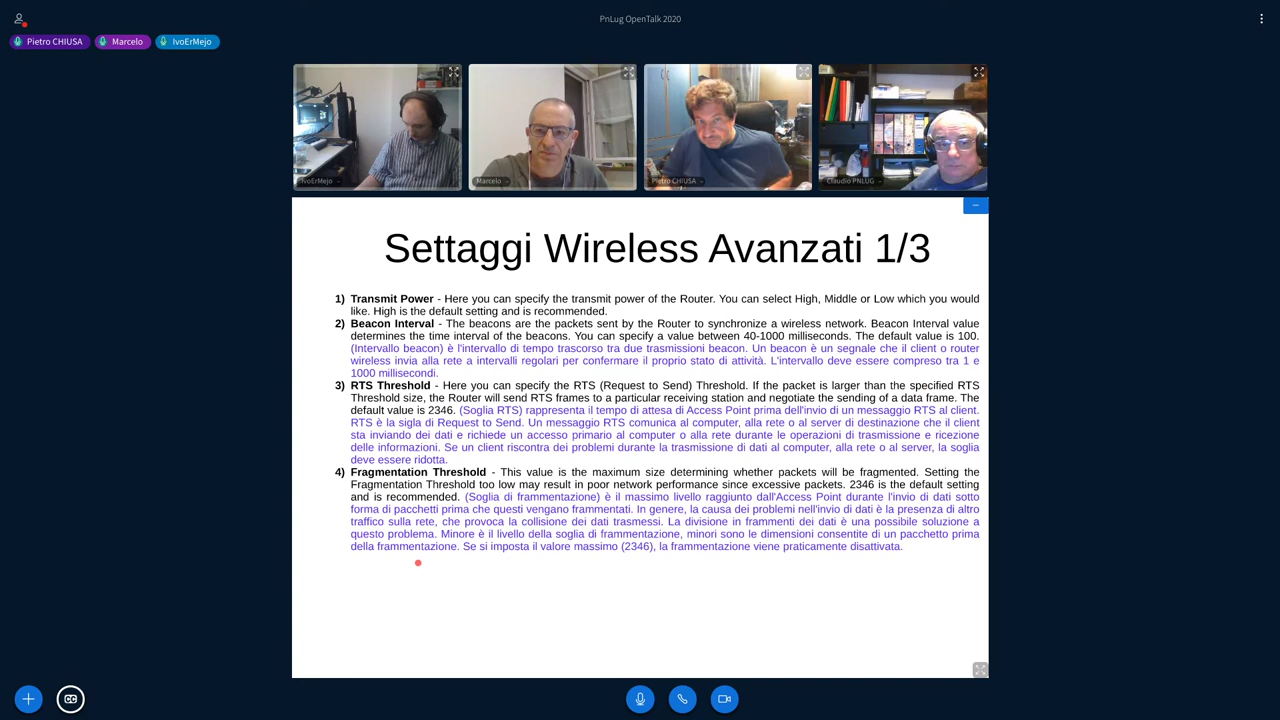 PnLug OpenTalk 2020
Pietro CHIUSA
Marcelo
IvoErMejo
IvoErMejo
Marcelo
Pietro CHIUSA
Claudio PNLUG
Settaggi Wireless Avanzati 1/3
1) Transmit Power - Here you can specify the transmit power of the Router. You can select High, Middle or Low which you would
like. High is the default setting and is recommended.
2) Beacon Interval - The beacons are the packets sent by the Router to synchronize a wireless network. Beacon Interval value
determines the time interval of the beacons. You can specify a value between 40-1000 milliseconds. The default value is 100.
(Intervallo beacon) è l'intervallo di tempo trascorso tra due trasmissioni beacon. Un beacon è un segnale che il client o router
wireless invia alla rete a intervalli regolari per confermare il proprio stato di attività. L'intervallo deve essere compreso tra 1 e
1000 millisecondi.
3) RTS Threshold - Here you can specify the RTS (Request to Send) Threshold. If the packet is larger than the specified RTS
Threshold size, the Router will send RTS frames to a particular receiving station and negotiate the sending of a data frame. The
default value is 2346. (Soglia RTS) rappresenta il tempo di attesa di Access Point prima dell'invio di un messaggio RTS al client.
RTS è la sigla di Request to Send. Un messaggio RTS comunica al computer, alla rete o al server di destinazione che il client
sta inviando dei dati e richiede un accesso primario al computer o alla rete durante le operazioni di trasmissione e ricezione
delle informazioni. Se un client riscontra dei problemi durante la trasmissione di dati al computer, alla rete o al server, la soglia
deve essere ridotta.
4) Fragmentation Threshold - This value is the maximum size determining whether packets will be fragmented. Setting the
Fragmentation Threshold too low may result in poor network performance since excessive packets. 2346 is the default setting
and is recommended. (Soglia di frammentazione) è il massimo livello raggiunto dall'Access Point durante l'invio di dati sotto
forma di pacchetti prima che questi vengano frammentati. In genere, la causa dei problemi nell'invio di dati è la presenza di altro
traffico sulla rete, che provoca la collisione dei dati trasmessi. La divisione in frammenti dei dati è una possibile soluzione a
questo problema. Minore è il livello della soglia di frammentazione, minori sono le dimensioni consentite di un pacchetto prima
della frammentazione. Se si imposta il valore massimo (2346), la frammentazione viene praticamente disattivata.
CC